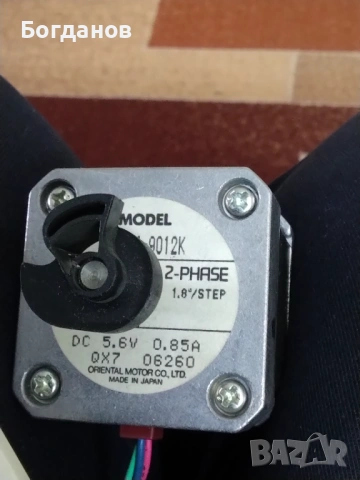 Богданов
MODEL
9012K
2-PHASE
1.8°/STEP
DC 5.6V 0.85A
QX7 06260
ORIENTAL MOTOR CO., LTD.
MADE IN JAPAN
BAZAR